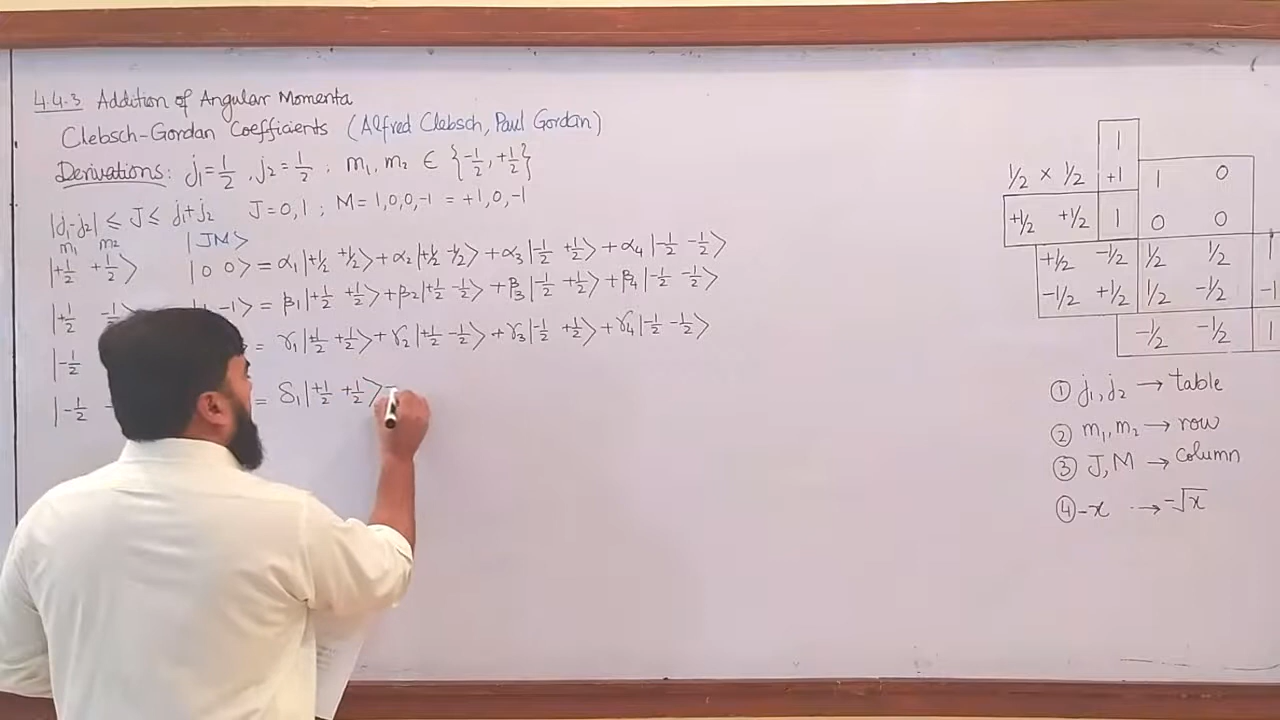 4.4.3 Addition of Angular Momenta
Clebsch-Gordan Coefficients (Alfred Clebsch, Paul Gordan)
Derivations: j₁=1/2, j₂=1/2 ; m₁, m₂ ∈ {-1/2, +1/2}
|j₁-j₂| ≤ J ≤ j₁+j₂ J=0,1 ; M=1,0,0,-1 = +1,0,-1
m₁ m₂ |JM⟩
|+1/2 +1/2⟩ |0 0⟩ = α₁|+1/2 +1/2⟩+α₂|+1/2 -1/2⟩+α₃|-1/2 +1/2⟩+α₄|-1/2 -1/2⟩
|+1/2 -1⟩ = β₁|+1/2 +1/2⟩+β₂|+1/2 -1/2⟩+β₃|-1/2 +1/2⟩+β₄|-1/2 -1/2⟩
|-1/2 = γ₁|+1/2 +1/2⟩+γ₂|+1/2 -1/2⟩+γ₃|-1/2 +1/2⟩+γ₄|-1/2 -1/2⟩
|-1/2 - = δ₁|+1/2 +1/2⟩
1
1/2 × 1/2 +1 1 0
+1/2 +1/2 1 0 0
+1/2 -1/2 1/2 1/2 1
-1/2 +1/2 1/2 -1/2 -1
-1/2 -1/2 1
① j₁, j₂ → table
② m₁, m₂ → row
③ J, M → column
④ -x → -√x